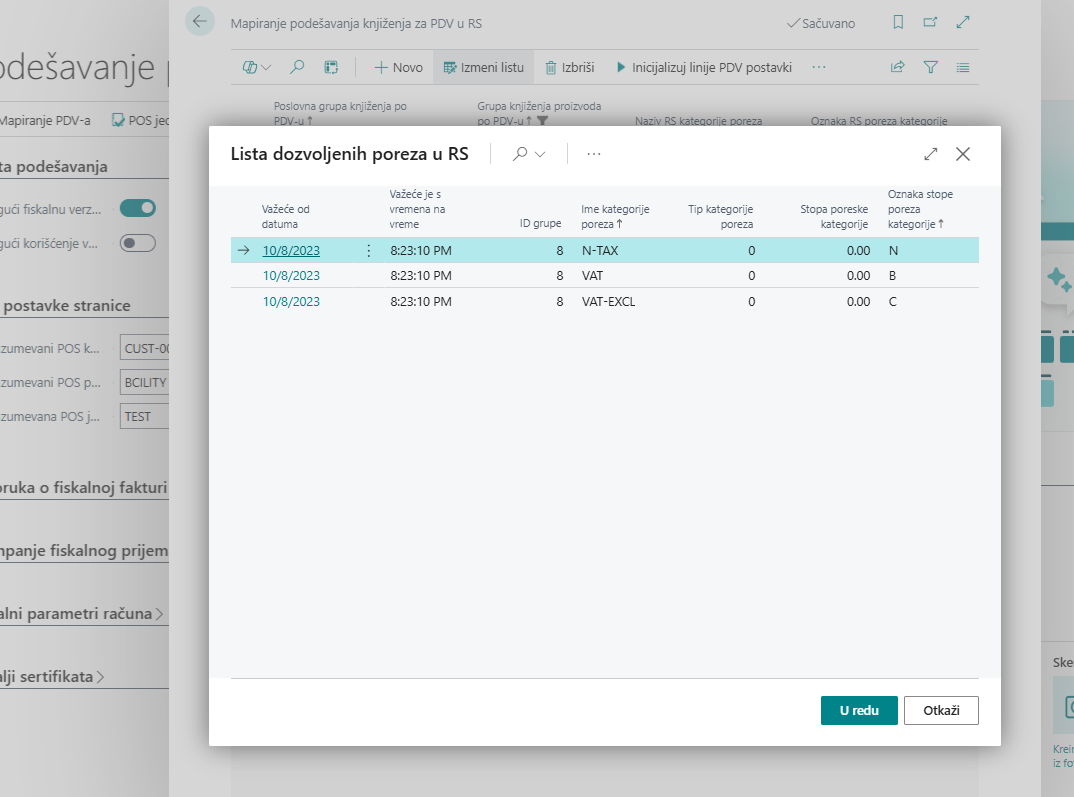 Mapiranje podešavanja knjiženja za PDV u RS
Sačuvano
odešavanje
Mapiranje PDV-a
POS jed
Novo
Izmeni listu
Izbriši
Inicijalizuj linije PDV postavki
Poslovna grupa knjiženja po
PDV-u
Grupa knjiženja proizvoda
po PDV-u
Naziv RS kategorije poreza
Oznaka RS poreza kategorije
ta podešavanja
gući fiskalnu verz...
gući korišćenje v...
postavke stranice
zumevani POS k...
CUST-00
zumevani POS p...
BCILITY
zumevana POS j...
TEST
oruka o fiskalnoj fakturi
mpanje fiskalnog prijem
alni parametri računa
lji sertifikata
Lista dozvoljenih poreza u RS
Važeće od
datuma
Važeće je s
vremena na
vreme
ID grupe
Ime kategorije
poreza
Tip kategorije
poreza
Stopa poreske
kategorije
Oznaka stope
poreza
kategorije
10/8/2023 8:23:10 PM 8 N-TAX 0 0.00 N
10/8/2023 8:23:10 PM 8 VAT 0 0.00 B
10/8/2023 8:23:10 PM 8 VAT-EXCL 0 0.00 C
U redu
Otkaži
Ske
Krei
iz fo